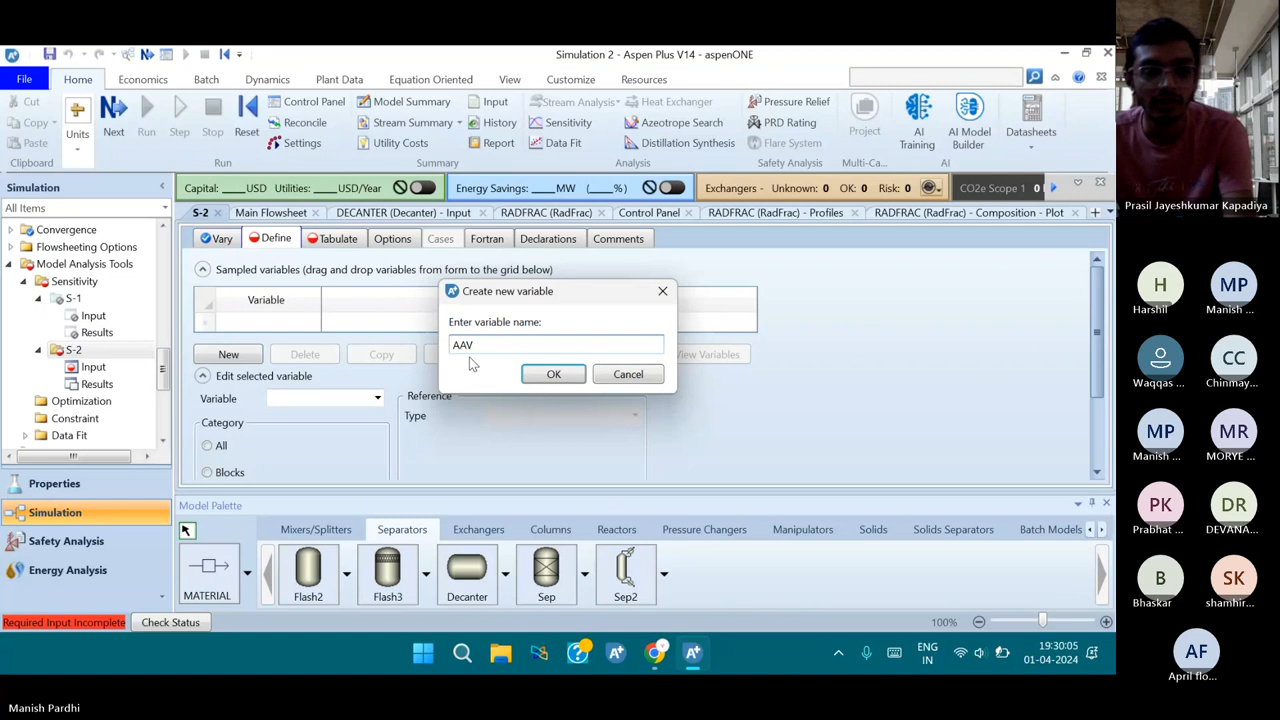 Simulation 2 - Aspen Plus V14 - aspenONE
File Home Economics Batch Dynamics Plant Data Equation Oriented View Customize Resources
Cut Copy Paste Clipboard
Units
Next Run Step Stop Reset Run
Control Panel Reconcile Settings
Model Summary Stream Summary Utility Costs
Input History Report
Summary
Stream Analysis Sensitivity Data Fit
Heat Exchanger Azeotrope Search Distillation Synthesis
Analysis
Pressure Relief PRD Rating Flare System
Safety Analysis
Project
Multi-Ca...
AI Training AI Model Builder
AI
Datasheets
Prasil Jayeshkumar Kapadiya
Simulation
Capital: ____USD Utilities: ____USD/Year
Energy Savings: ____MW (____%)
Exchangers - Unknown: 0 OK: 0 Risk: 0
CO2e Scope 1 0
All Items
S-2 Main Flowsheet DECANTER (Decanter) - Input RADFRAC (RadFrac) Control Panel RADFRAC (RadFrac) - Profiles RADFRAC (RadFrac) - Composition - Plot
Convergence
Flowsheeting Options
Model Analysis Tools
Sensitivity
S-1
Input
Results
S-2
Input
Results
Optimization
Constraint
Data Fit
Vary Define Tabulate Options Cases Fortran Declarations Comments
Sampled variables (drag and drop variables from form to the grid below)
Variable
New Delete Copy View Variables
Edit selected variable
Variable
Category
All
Blocks
Reference
Type
Create new variable
Enter variable name:
AAV
OK Cancel
Properties
Simulation
Safety Analysis
Energy Analysis
Model Palette
Mixers/Splitters Separators Exchangers Columns Reactors Pressure Changers Manipulators Solids Solids Separators Batch Models
MATERIAL Flash2 Flash3 Decanter Sep Sep2
Required Input Incomplete Check Status
100%
ENG
IN
19:30:05
01-04-2024
H MP
Harshil Manish ...
CC
Waqqas ... Chinmay...
MP MR
Manish ... MORYE ...
PK DR
Prabhat ... DEVANA...
B SK
Bhaskar shamhir...
AF
April flo...
Manish Pardhi